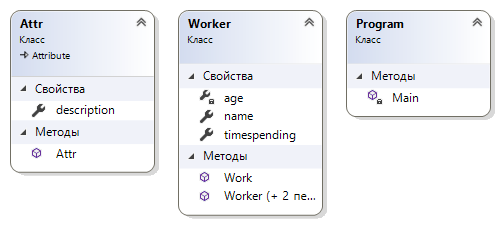 Attr
Класс
Attribute
Свойства
description
Методы
Attr
Worker
Класс
Свойства
age
name
timespending
Методы
Work
Worker (+ 2 пе...
Program
Класс
Методы
Main